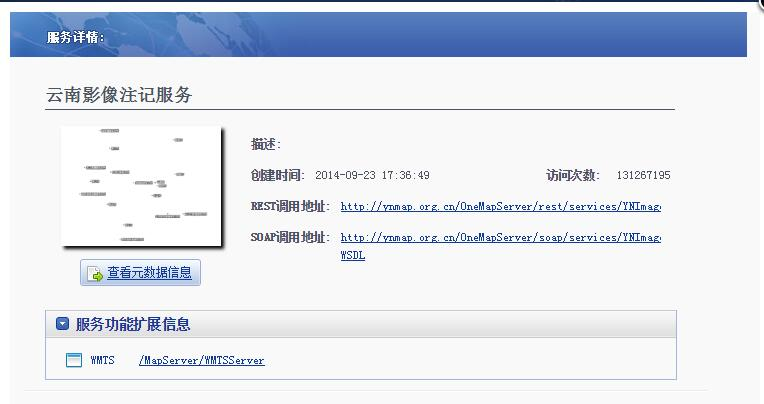 服务详情:
云南影像注记服务
描述:
创建时间: 2014-09-23 17:36:49 访问次数: 131267195
REST调用地址: http://ynmap.org.cn/OneMapServer/rest/services/YNImage
SOAP调用地址: http://ynmap.org.cn/OneMapServer/soap/services/YNImage
WSDL
查看元数据信息
服务功能扩展信息
WMTS /MapServer/WMTSServer